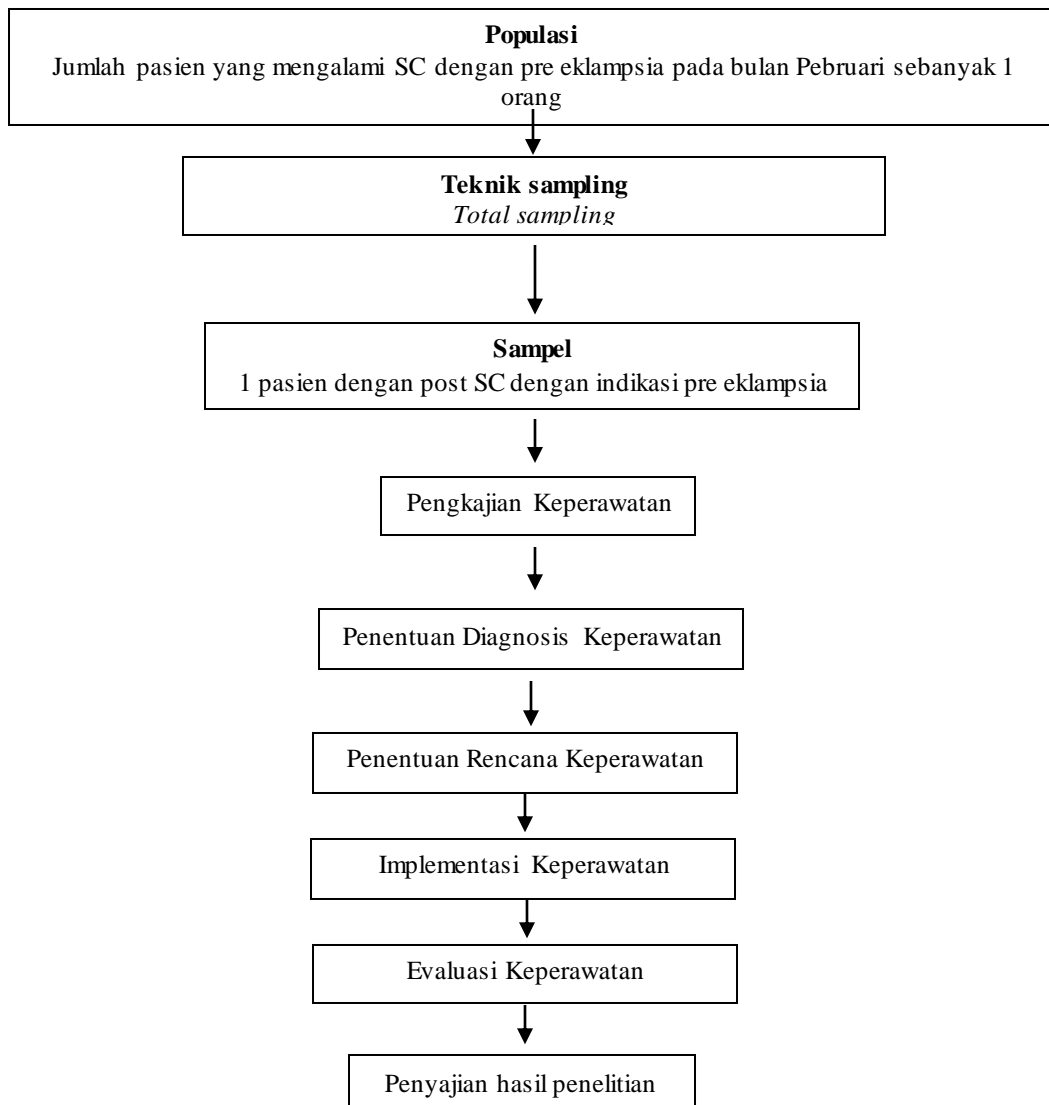 Populasi
Jumlah pasien yang mengalami SC dengan pre eklampsia pada bulan Pebruari sebanyak 1
orang
Teknik sampling
Total sampling
Sampel
1 pasien dengan post SC dengan indikasi pre eklampsia
Pengkajian Keperawatan
Penentuan Diagnosis Keperawatan
Penentuan Rencana Keperawatan
Implementasi Keperawatan
Evaluasi Keperawatan
Penyajian hasil penelitian